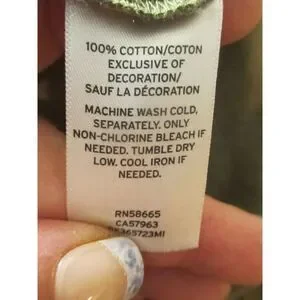 100% COTTON/COTON
EXCLUSIVE OF
DECORATION/
SAUF LA DÉCORATION
MACHINE WASH COLD,
SEPARATELY. ONLY
NON-CHLORINE BLEACH IF
NEEDED. TUMBLE DRY
LOW. COOL IRON IF
NEEDED.
RN58665
CA57963